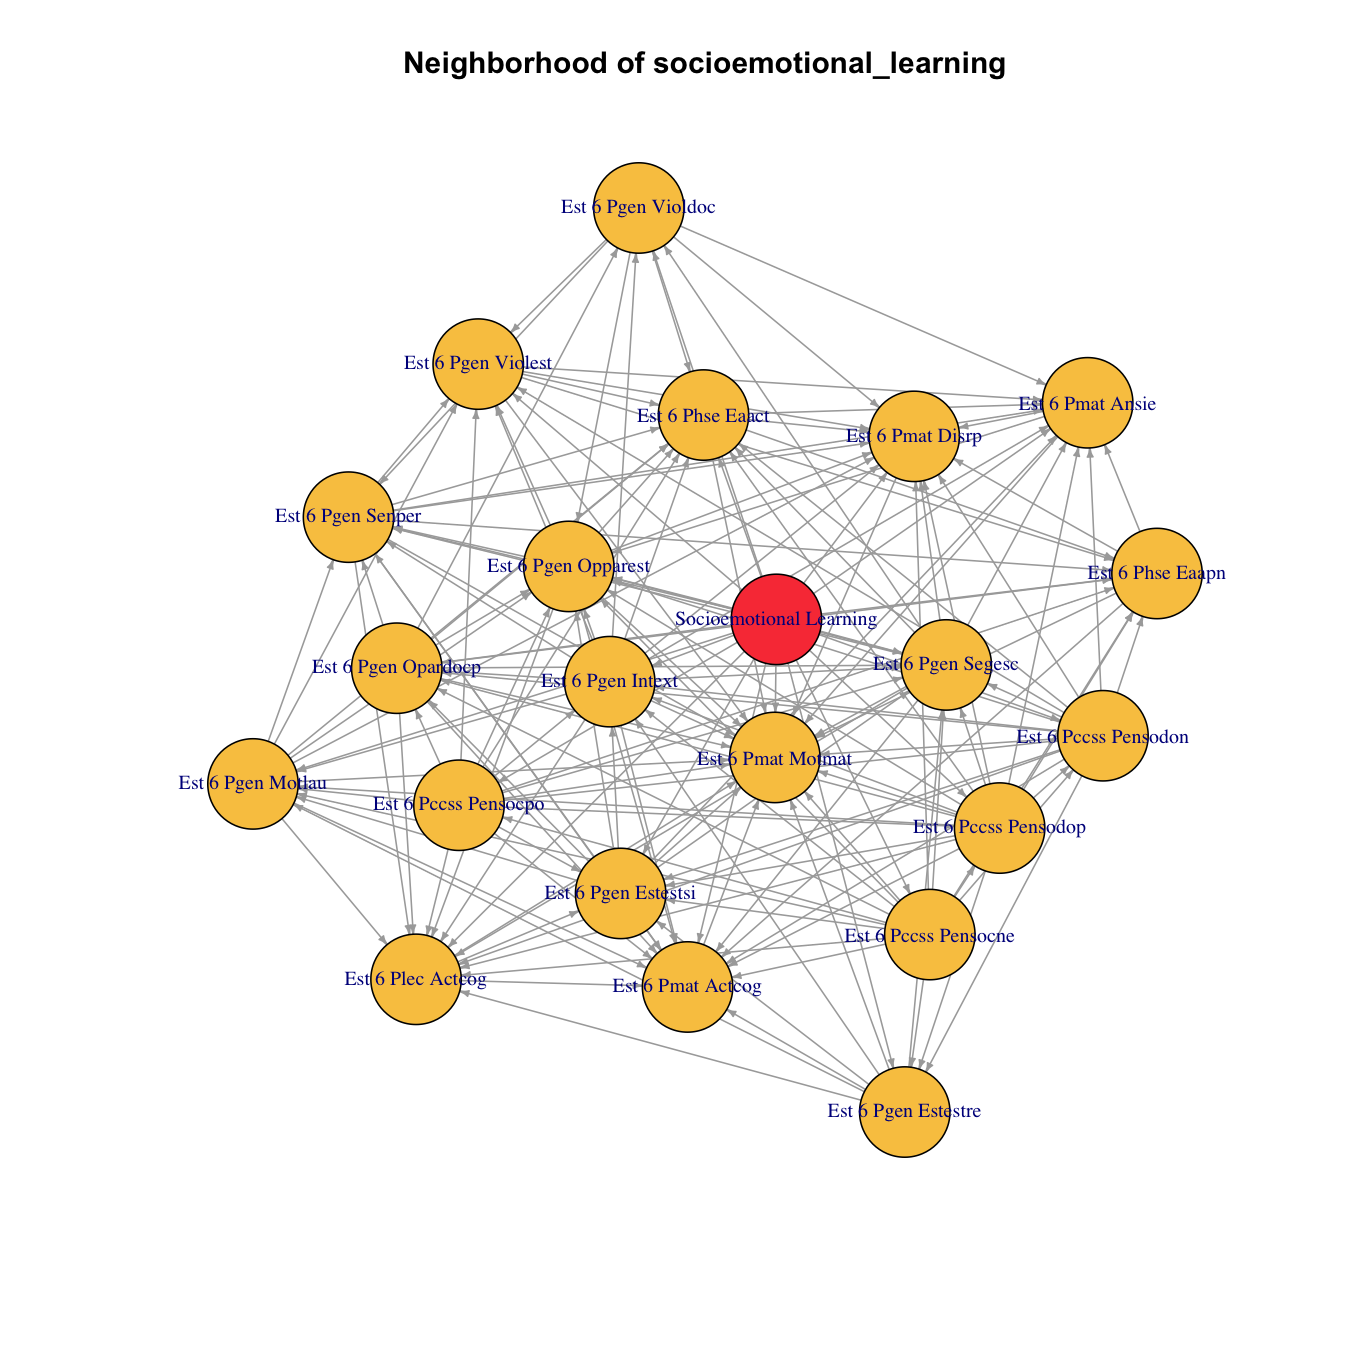 Neighborhood of socioemotional_learning
Est 6 Pgen Violdoc
Est 6 Pgen Violest
Est 6 Phse Eaact
Est 6 Pmat Ansie
Est 6 Pmat Disrp
Est 6 Pgen Senper
Est 6 Pgen Opparest
Est 6 Phse Eaapn
Socioemotional Learning
Est 6 Pgen Opardocp
Est 6 Pgen Segesc
Est 6 Pgen Intext
Est 6 Pccss Pensodon
Est 6 Pmat Motmat
Est 6 Pgen Motlau
Est 6 Pccss Pensocpo
Est 6 Pccss Pensodop
Est 6 Pgen Estestsi
Est 6 Pccss Pensocne
Est 6 Plec Actcog
Est 6 Pmat Actcog
Est 6 Pgen Estestre